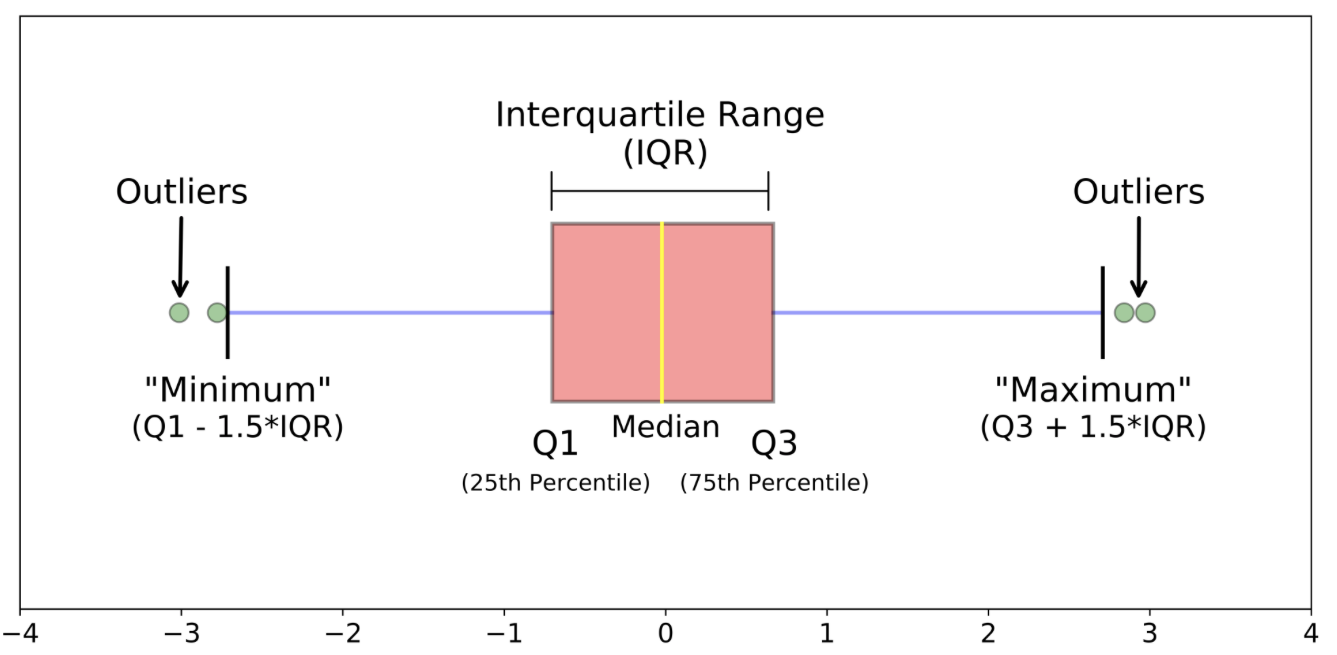 Interquartile Range
(IQR)
Outliers
Outliers
"Minimum"
(Q1 - 1.5*IQR)
"Maximum"
(Q3 + 1.5*IQR)
Q1
Median
Q3
(25th Percentile)
(75th Percentile)
−4
−3
−2
−1
0
1
2
3
4